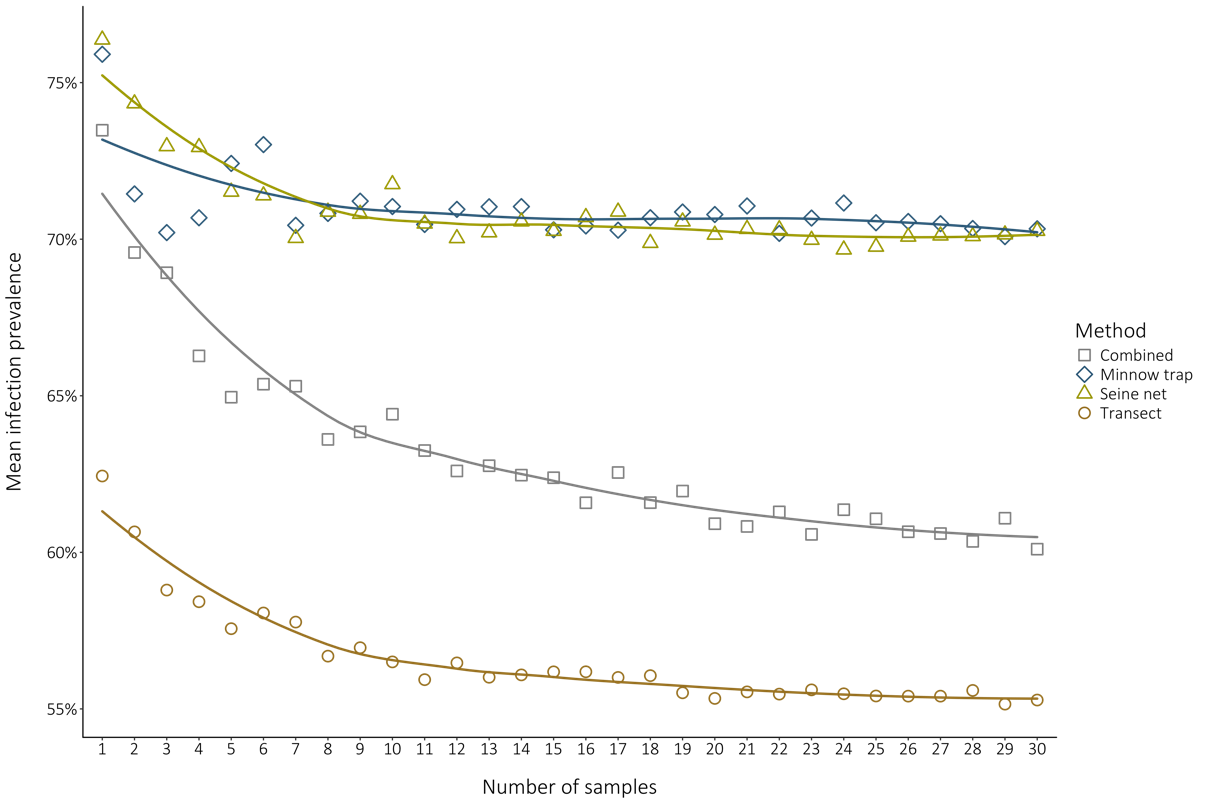 Mean infection prevalence
75%
70%
65%
60%
55%
1 2 3 4 5 6 7 8 9 10 11 12 13 14 15 16 17 18 19 20 21 22 23 24 25 26 27 28 29 30
Number of samples
Method
Combined
Minnow trap
Seine net
Transect